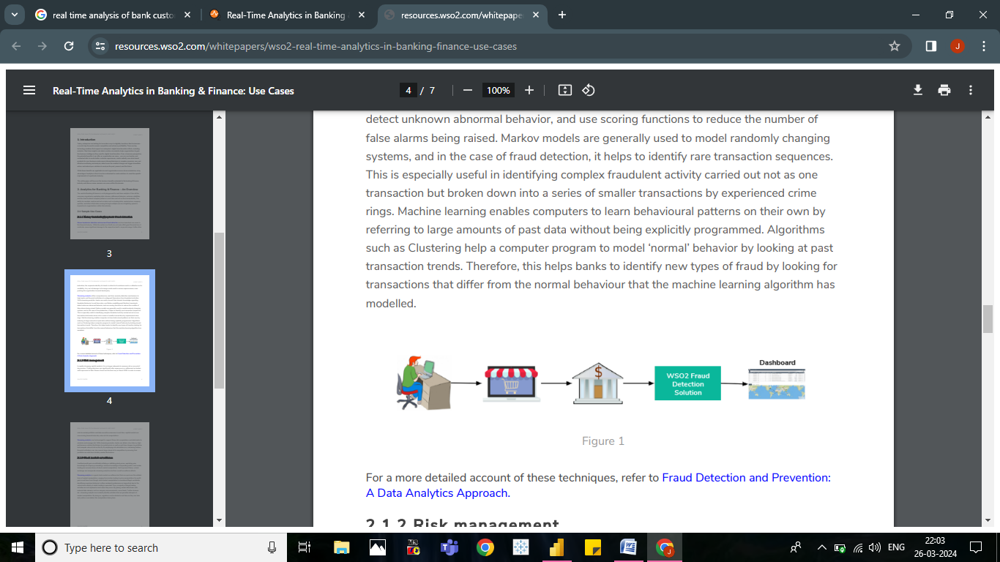 real time analysis of bank custo
Real-Time Analytics in Banking
resources.wso2.com/whitepape
resources.wso2.com/whitepapers/wso2-real-time-analytics-in-banking-finance-use-cases
J
Real-Time Analytics in Banking & Finance: Use Cases
4 / 7
100%
3
4
detect unknown abnormal behavior, and use scoring functions to reduce the number of
false alarms being raised. Markov models are generally used to model randomly changing
systems, and in the case of fraud detection, it helps to identify rare transaction sequences.
This is especially useful in identifying complex fraudulent activity carried out not as one
transaction but broken down into a series of smaller transactions by experienced crime
rings. Machine learning enables computers to learn behavioural patterns on their own by
referring to large amounts of past data without being explicitly programmed. Algorithms
such as Clustering help a computer program to model ‘normal’ behavior by looking at past
transaction trends. Therefore, this helps banks to identify new types of fraud by looking for
transactions that differ from the normal behaviour that the machine learning algorithm has
modelled.
$
WSO2 Fraud
Detection
Solution
Dashboard
Figure 1
For a more detailed account of these techniques, refer to Fraud Detection and Prevention:
A Data Analytics Approach.
2.1.2 Risk management
Type here to search
ENG
22:03
26-03-2024